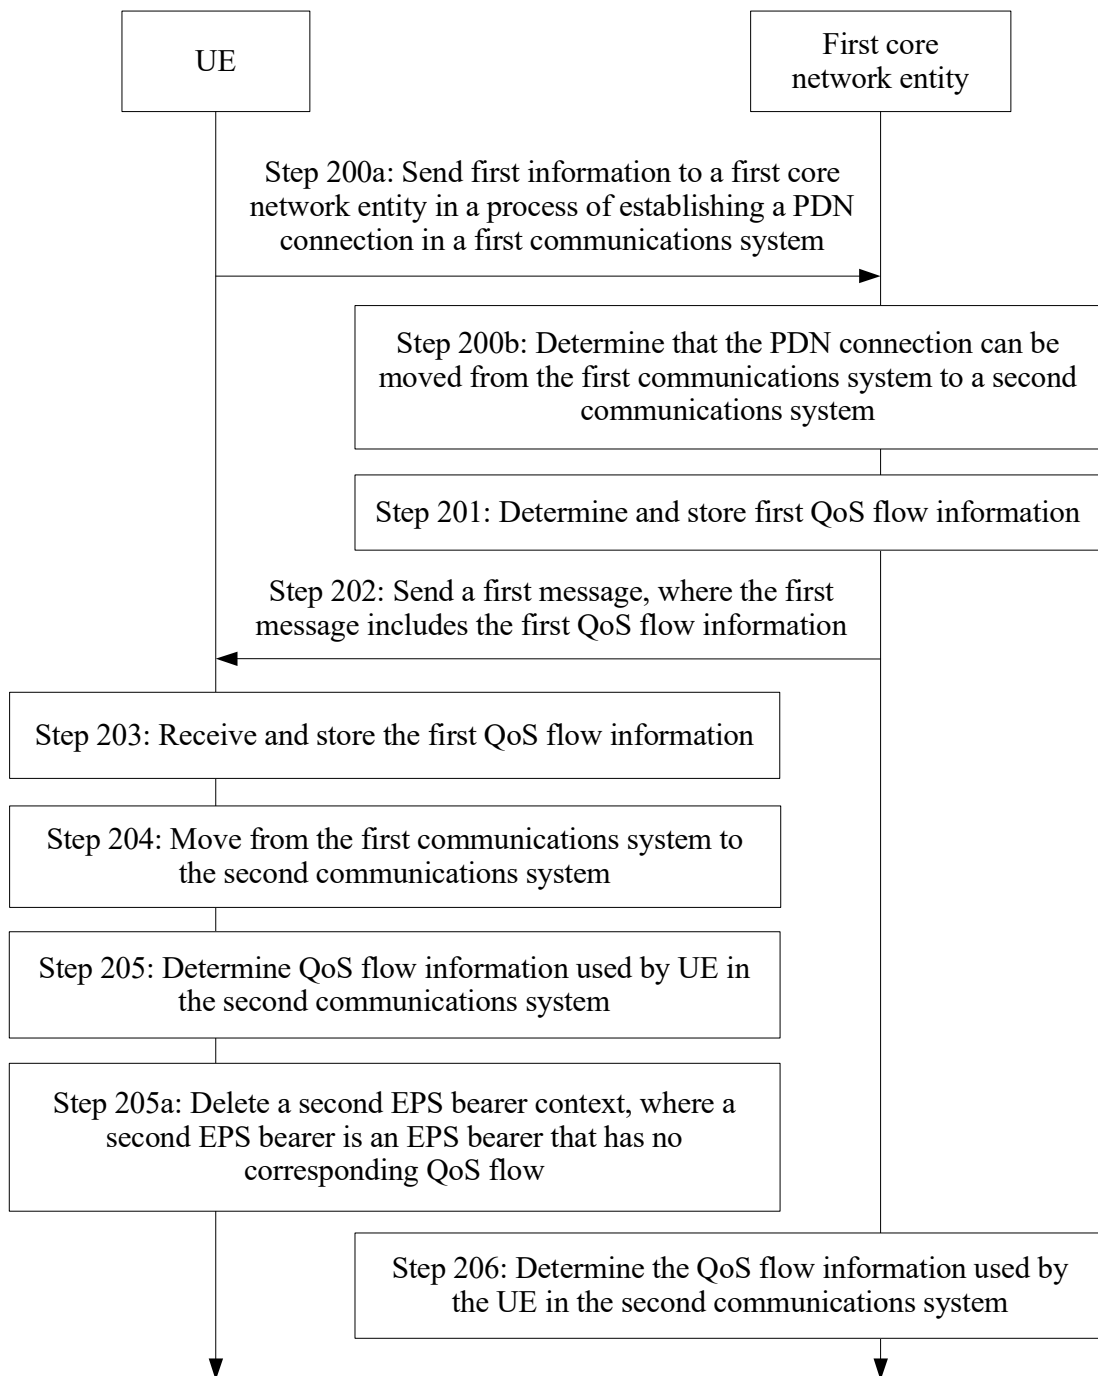 UE
First core
network entity
Step 200a: Send first information to a first core
network entity in a process of establishing a PDN
connection in a first communications system
Step 200b: Determine that the PDN connection can be
moved from the first communications system to a second
communications system
Step 201: Determine and store first QoS flow information
Step 202: Send a first message, where the first
message includes the first QoS flow information
Step 203: Receive and store the first QoS flow information
Step 204: Move from the first communications system to
the second communications system
Step 205: Determine QoS flow information used by UE in
the second communications system
Step 205a: Delete a second EPS bearer context, where a
second EPS bearer is an EPS bearer that has no
corresponding QoS flow
Step 206: Determine the QoS flow information used by
the UE in the second communications system